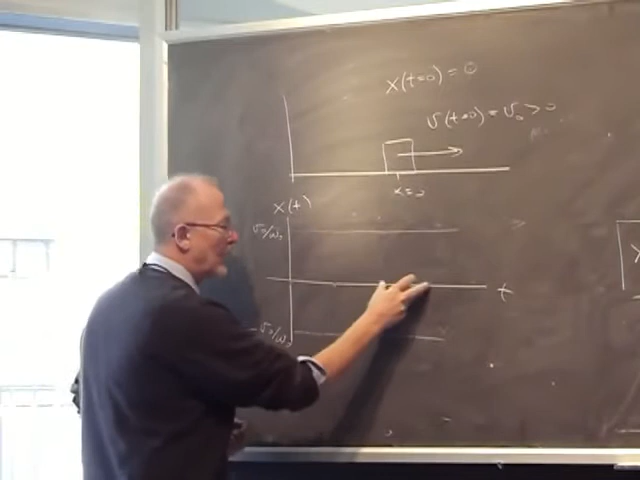 x(t=0) = 0
v(t=0) = v₀ > 0
x=0
x(t)
v₀/ω₀
t
-v₀/ω₀